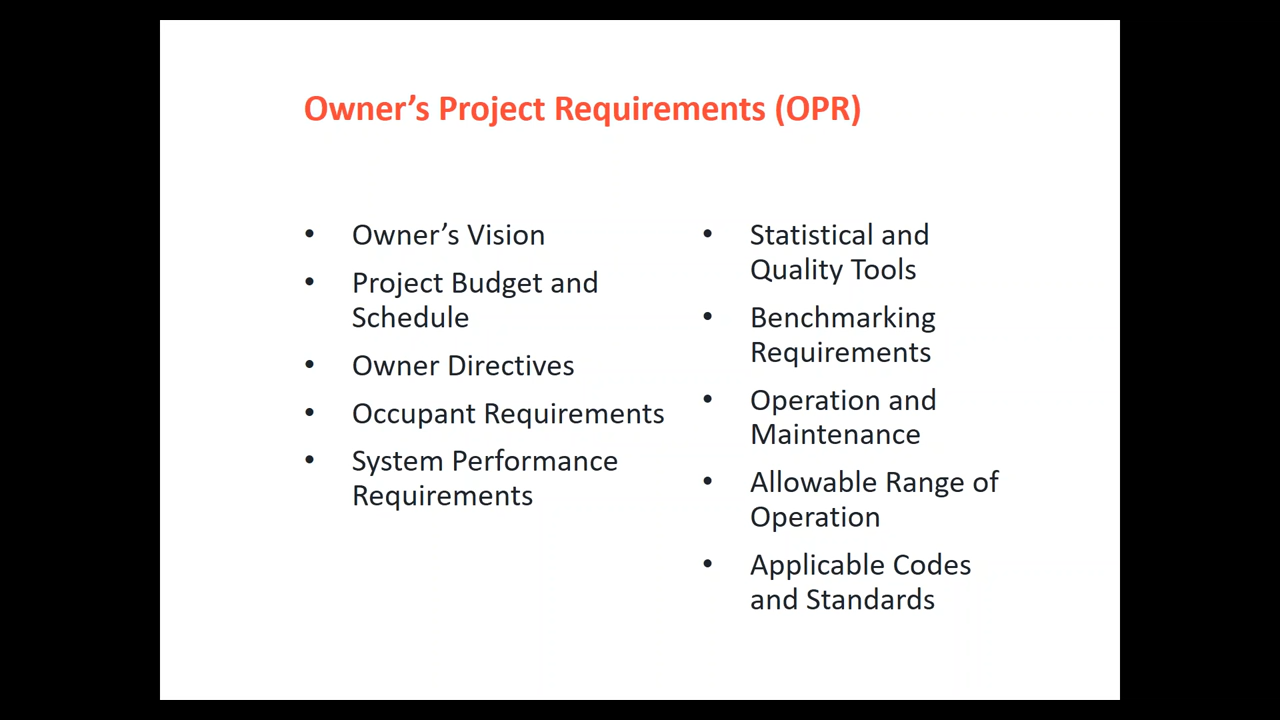 Owner’s Project Requirements (OPR)
• Owner’s Vision
• Project Budget and
Schedule
• Owner Directives
• Occupant Requirements
• System Performance
Requirements
• Statistical and
Quality Tools
• Benchmarking
Requirements
• Operation and
Maintenance
• Allowable Range of
Operation
• Applicable Codes
and Standards